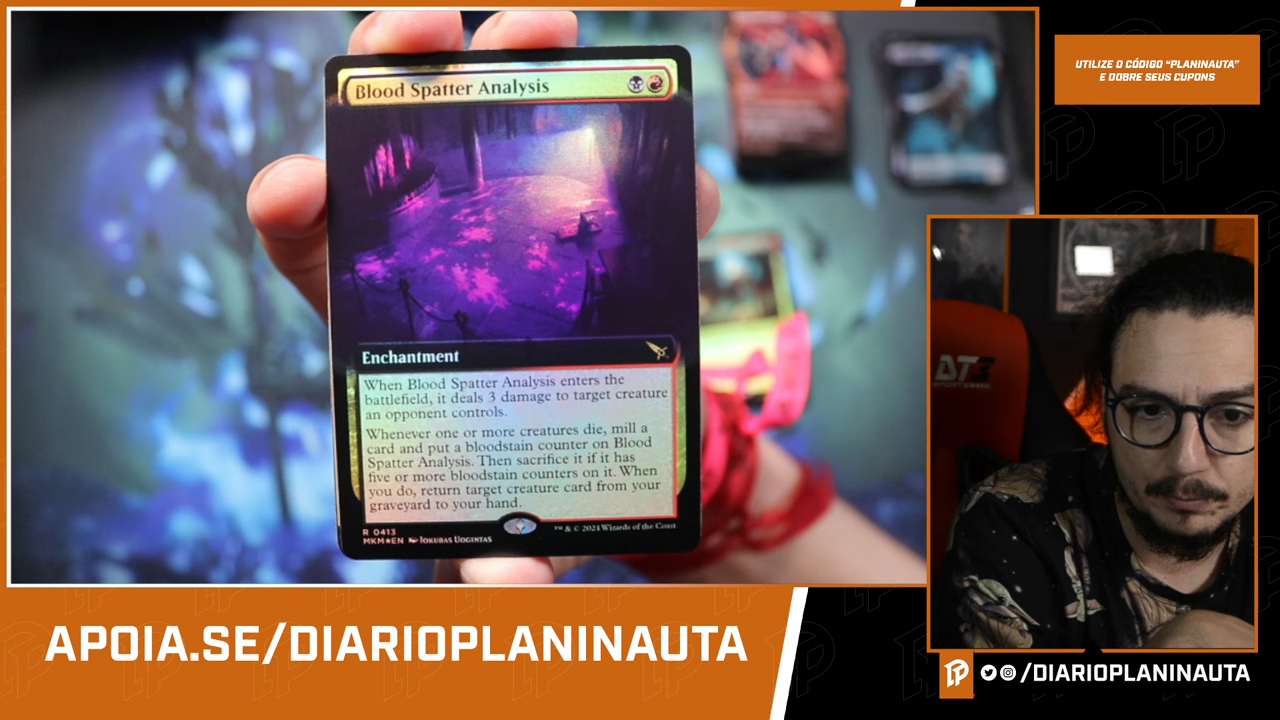 Blood Spatter Analysis
Enchantment
When Blood Spatter Analysis enters the
battlefield, it deals 3 damage to target creature
an opponent controls.
Whenever one or more creatures die, mill a
card and put a bloodstain counter on Blood
Spatter Analysis. Then sacrifice it if it has
five or more bloodstain counters on it. When
you do, return target creature card from your
graveyard to your hand.
R 0413
MKM★EN JOKUBAS UOGINTAS
™ & © 2024 Wizards of the Coast
UTILIZE O CÓDIGO “PLANINAUTA”
E DOBRE SEUS CUPONS
DT3
SPORTS
APOIA.SE/DIARIOPLANINAUTA
/DIARIOPLANINAUTA